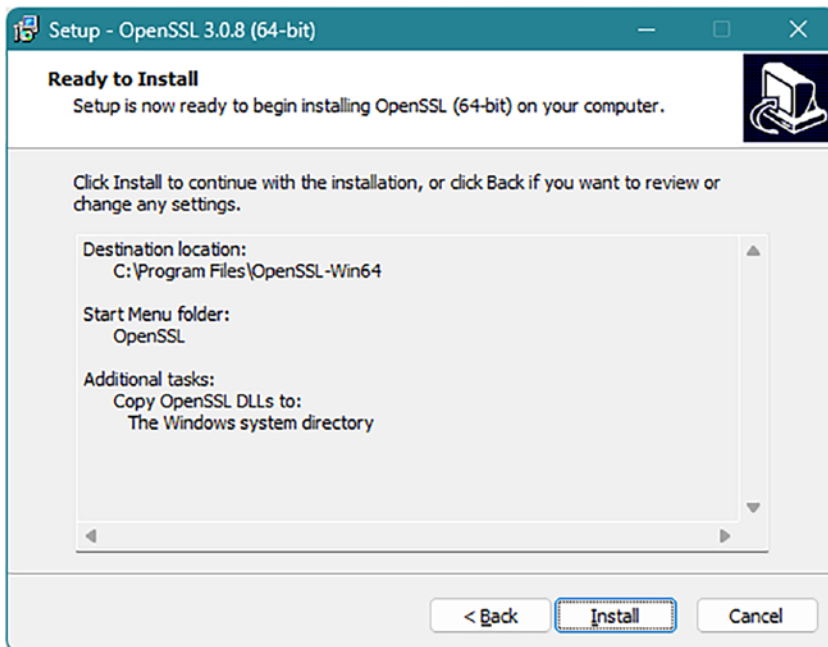 Setup - OpenSSL 3.0.8 (64-bit)
Ready to Install
Setup is now ready to begin installing OpenSSL (64-bit) on your computer.
Click Install to continue with the installation, or click Back if you want to review or
change any settings.
Destination location:
C:\Program Files\OpenSSL-Win64
Start Menu folder:
OpenSSL
Additional tasks:
Copy OpenSSL DLLs to:
The Windows system directory
< Back
Install
Cancel